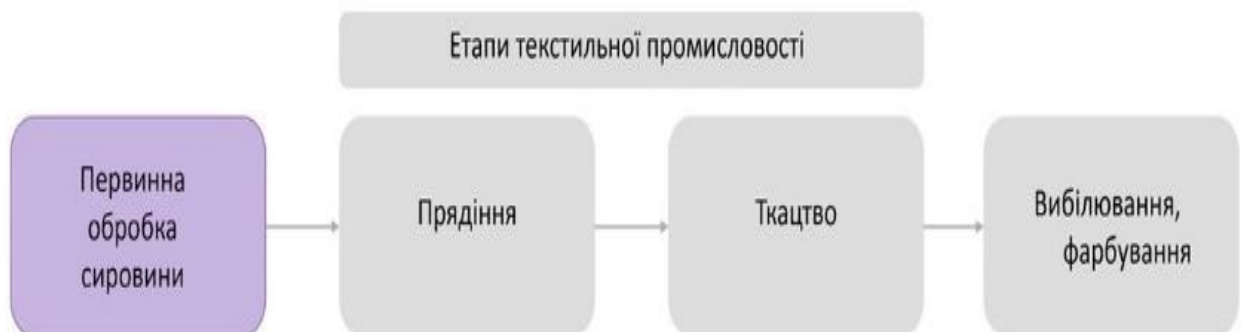 Етапи текстильної промисловості
Первинна
обробка
сировини
Прядіння
Ткацтво
Вибілювання,
фарбування